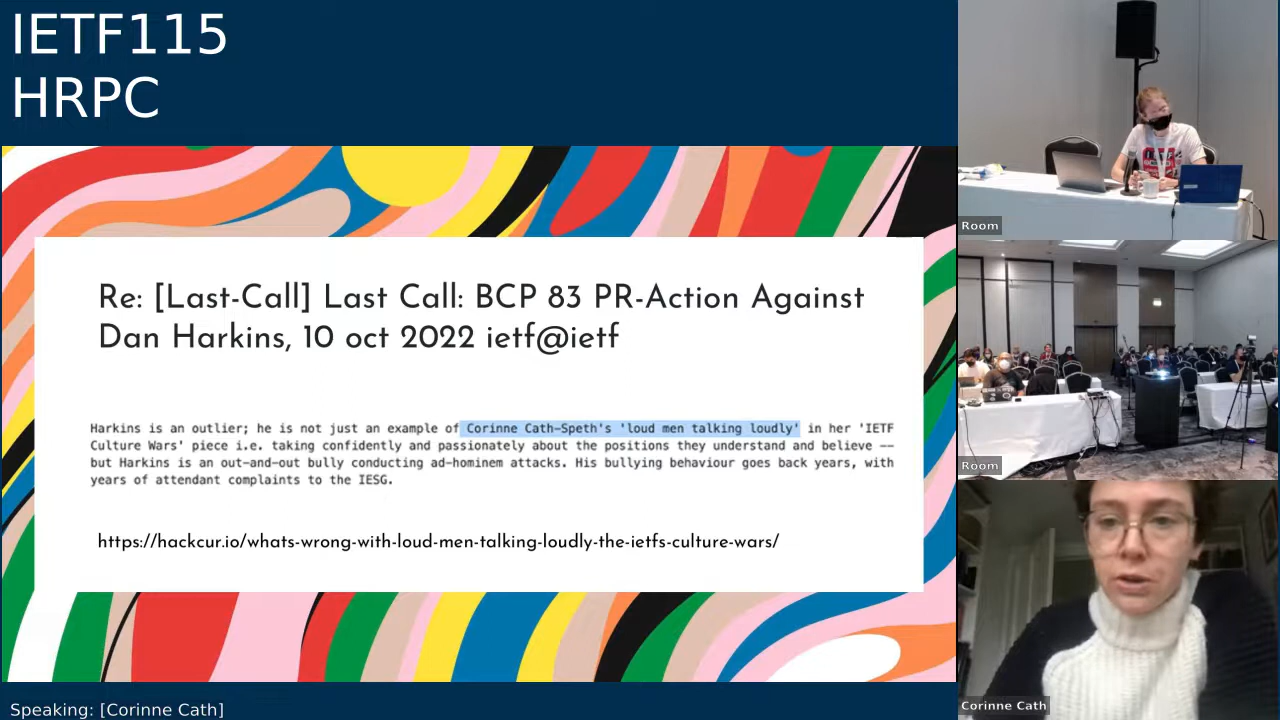 IETF115
HRPC
Re: [Last-Call] Last Call: BCP 83 PR-Action Against
Dan Harkins, 10 oct 2022 ietf@ietf
Harkins is an outlier; he is not just an example of Corinne Cath-Speth's 'loud men talking loudly' in her 'IETF
Culture Wars' piece i.e. taking confidently and passionately about the positions they understand and believe --
but Harkins is an out-and-out bully conducting ad-hominem attacks. His bullying behaviour goes back years, with
years of attendant complaints to the IESG.
https://hackcur.io/whats-wrong-with-loud-men-talking-loudly-the-ietfs-culture-wars/
Speaking: [Corinne Cath]
Room
Room
Corinne Cath